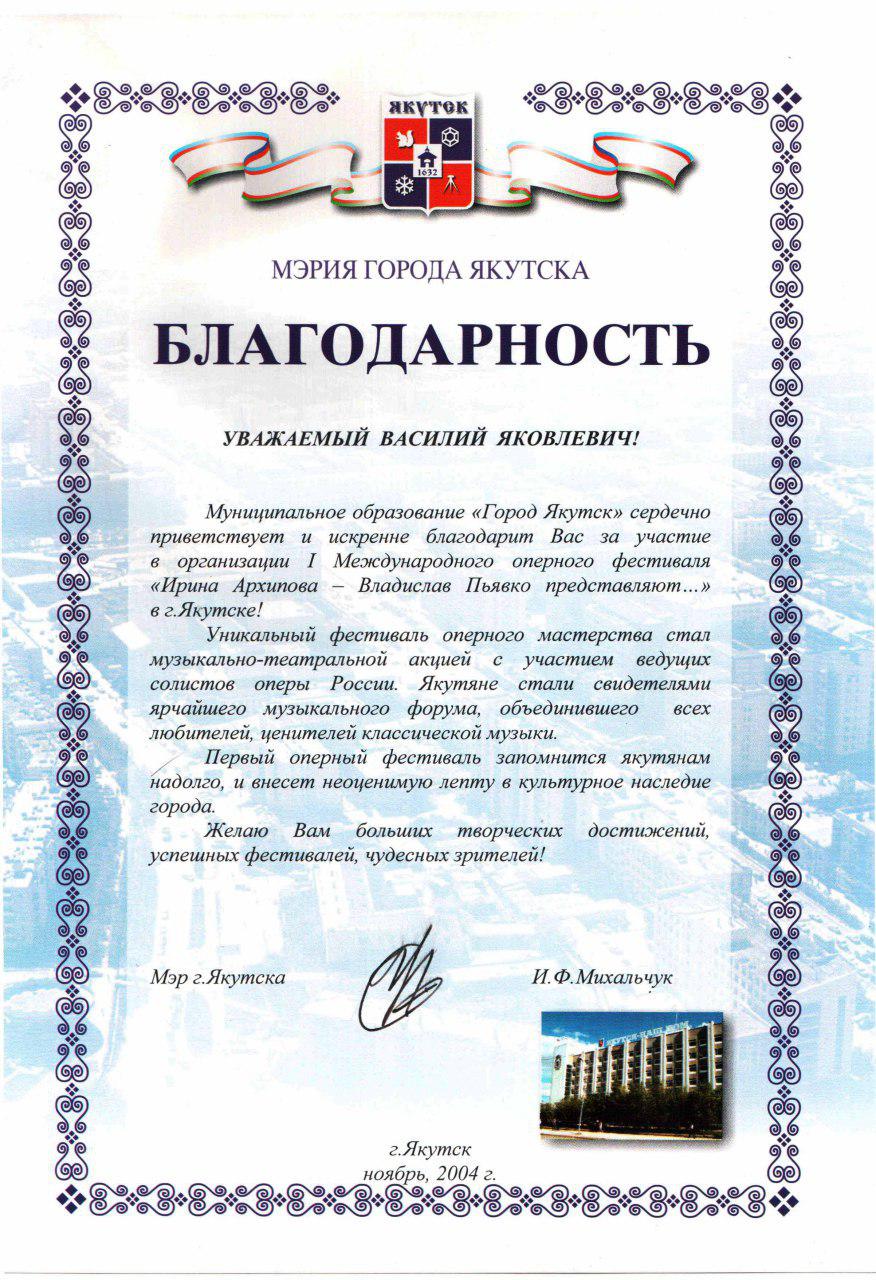 ЯКУТСК
1632
МЭРИЯ ГОРОДА ЯКУТСКА
БЛАГОДАРНОСТЬ
УВАЖАЕМЫЙ ВАСИЛИЙ ЯКОВЛЕВИЧ!
Муниципальное образование «Город Якутск» сердечно
приветствует и искренне благодарит Вас за участие
в организации I Международного оперного фестиваля
«Ирина Архипова – Владислав Пьявко представляют…»
в г.Якутске!
Уникальный фестиваль оперного мастерства стал
музыкально-театральной акцией с участием ведущих
солистов оперы России. Якутяне стали свидетелями
ярчайшего музыкального форума, объединившего всех
любителей, ценителей классической музыки.
Первый оперный фестиваль запомнится якутянам
надолго, и внесет неоценимую лепту в культурное наследие
города.
Желаю Вам больших творческих достижений,
успешных фестивалей, чудесных зрителей!
Мэр г.Якутска И.Ф.Михальчук
ЯКУТСК-НАШ ДОМ
г.Якутск
ноябрь, 2004 г.